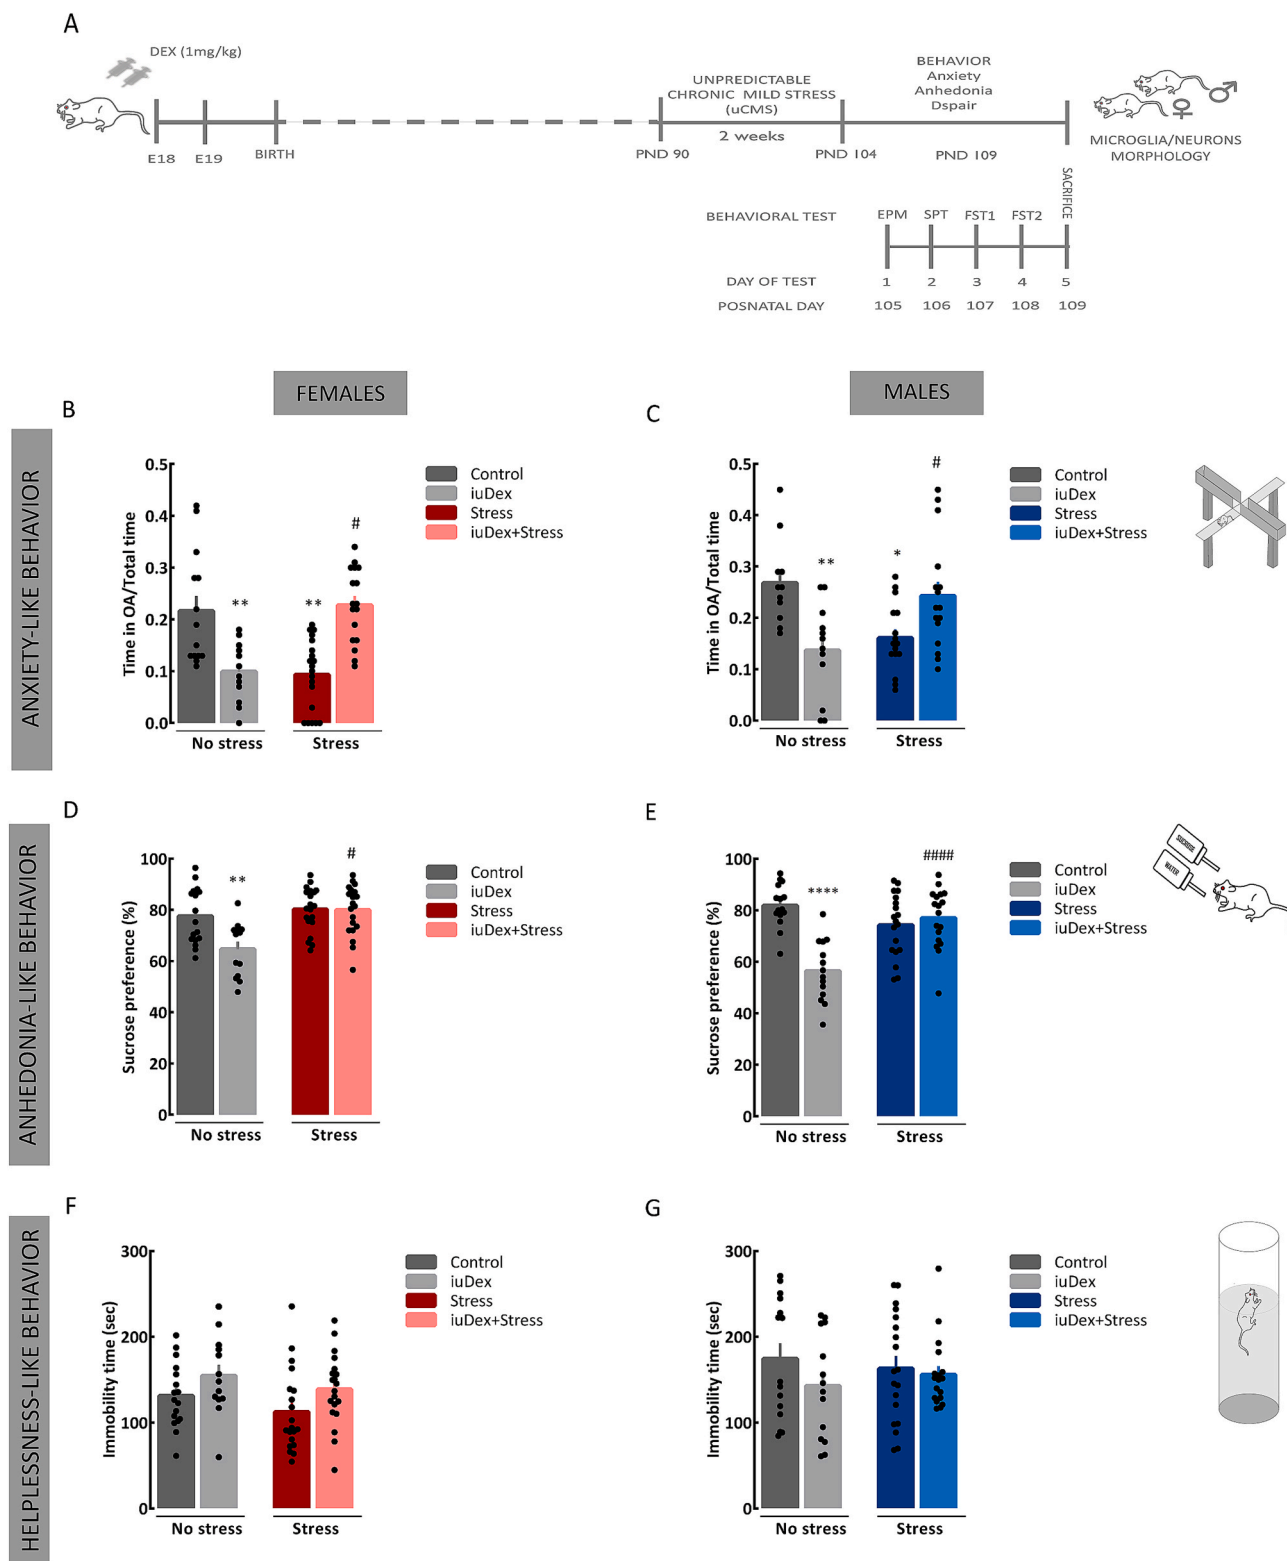 A
DEX (1mg/kg)
UNPREDICTABLE
CHRONIC MILD STRESS
(uCMS)
2 weeks
BEHAVIOR
Anxiety
Anhedonia
Dspair
E18
E19
BIRTH
PND 90
PND 104
PND 109
MICROGLIA/NEURONS
MORPHOLOGY
SACRIFICE
BEHAVIORAL TEST
EPM SPT FST1 FST2
DAY OF TEST
1 2 3 4 5
POSNATAL DAY
105 106 107 108 109
FEMALES
MALES
ANXIETY-LIKE BEHAVIOR
B
Time in OA/Total time
0.5
0.4
0.3
0.2
0.1
0.0
**
**
#
No stress
Stress
Control
iuDex
Stress
iuDex+Stress
C
Time in OA/Total time
0.5
0.4
0.3
0.2
0.1
0.0
**
*
#
No stress
Stress
Control
iuDex
Stress
iuDex+Stress
ANHEDONIA-LIKE BEHAVIOR
D
Sucrose preference (%)
100
80
60
40
20
0
**
#
No stress
Stress
Control
iuDex
Stress
iuDex+Stress
E
Sucrose preference (%)
100
80
60
40
20
0
****
####
No stress
Stress
Control
iuDex
Stress
iuDex+Stress
SUCROSE
WATER
HELPLESSNESS-LIKE BEHAVIOR
F
Immobility time (sec)
300
200
100
0
No stress
Stress
Control
iuDex
Stress
iuDex+Stress
G
Immobility time (sec)
300
200
100
0
No stress
Stress
Control
iuDex
Stress
iuDex+Stress